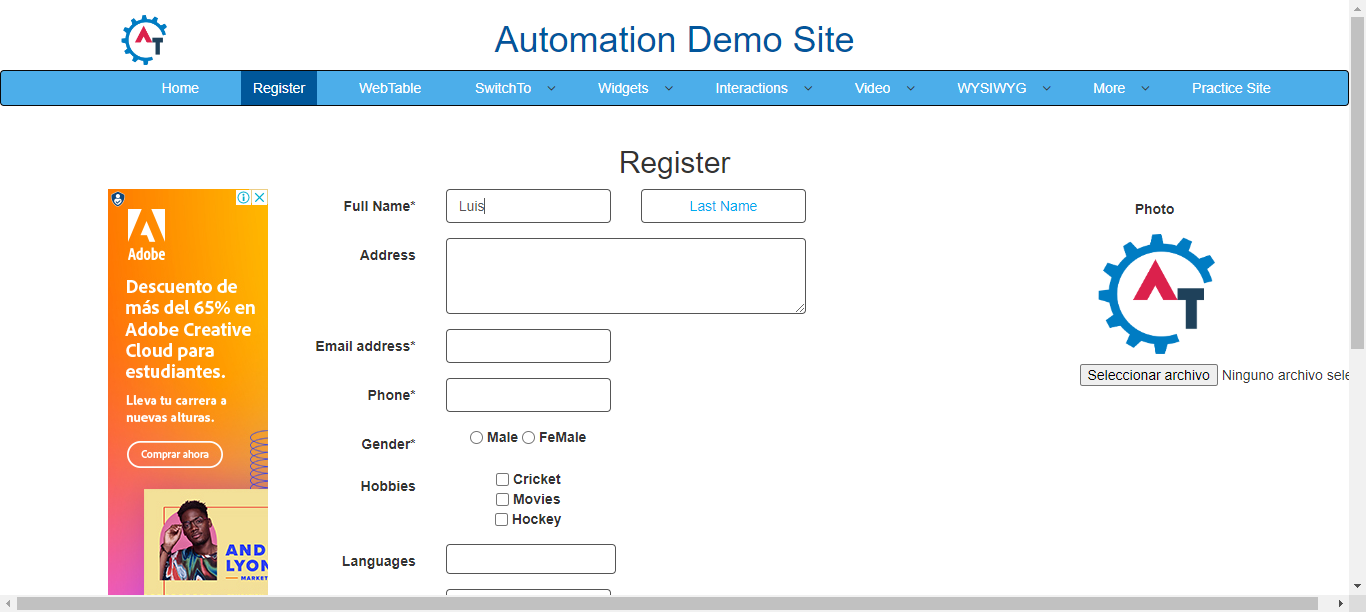 Automation Demo Site
Home Register WebTable SwitchTo Widgets Interactions Video WYSIWYG More Practice Site
Register
Full Name* Luis Last Name
Address
Email address*
Phone*
Gender* Male FeMale
Hobbies Cricket
Movies
Hockey
Languages
Photo
AT
Seleccionar archivo Ninguno archivo sele
Adobe
Descuento de
más del 65% en
Adobe Creative
Cloud para
estudiantes.
Lleva tu carrera a
nuevas alturas.
Comprar ahora
AND
LYON
MARKET